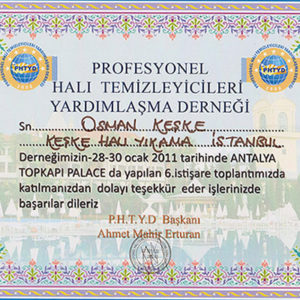 PHTYD
PHTYD
PROFESYONEL
HALI TEMİZLEYİCİLERİ
YARDIMLAŞMA DERNEĞİ
Sn. OSMAN KEŞKE
KEŞKE HALI YIKAMA İSTANBUL
Derneğimizin-28-30 ocak 2011 tarihinde ANTALYA
TOPKAPI PALACE da yapılan 6.istişare toplantımızda
katılmanızdan dolayı teşekkür eder işlerinizde
başarılar dileriz
P.H.T.Y.D Başkanı
Ahmet Mahir Erturan